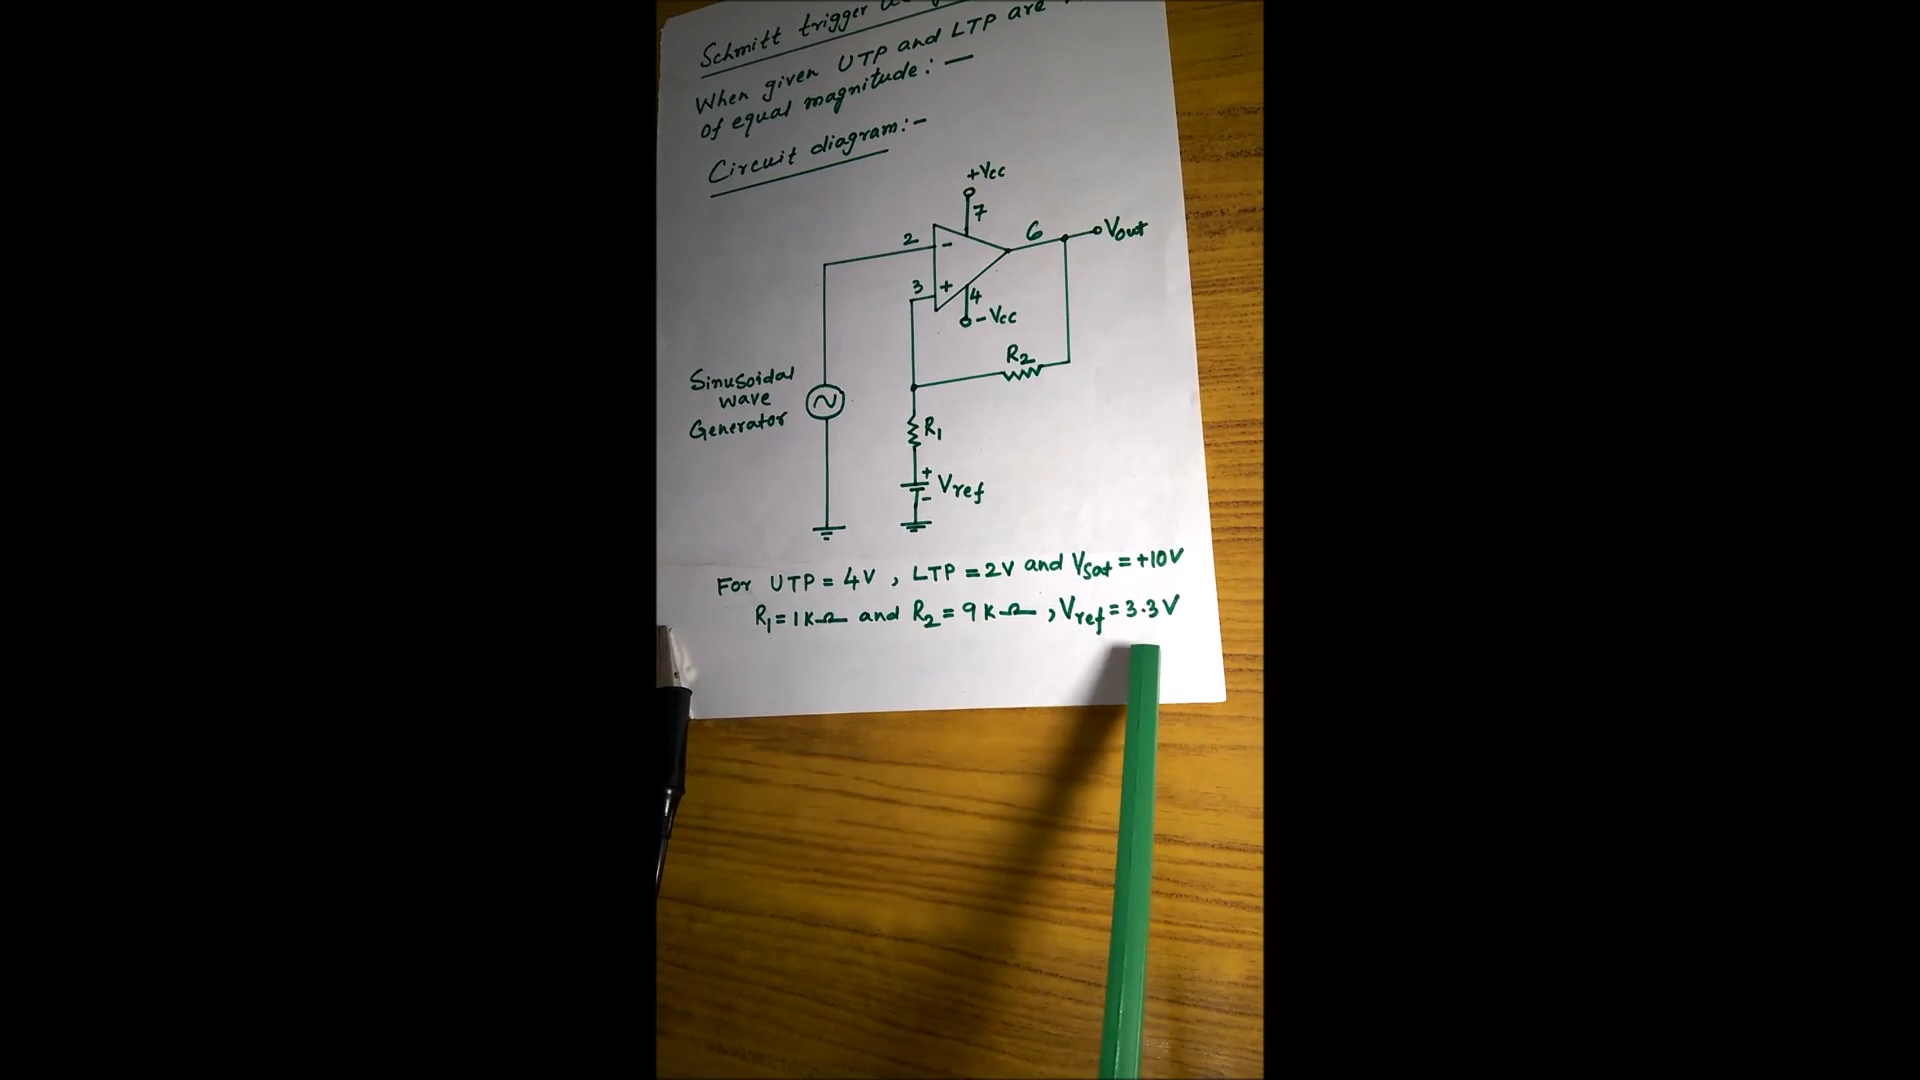 Schmitt trigger
When given UTP and LTP are
of equal magnitude:-
Circuit diagram:-
+Vcc
7
2
-
6
Vout
3
+
4
-Vcc
R2
Sinusoidal
wave
Generator
R1
+
Vref
-
For UTP = 4V, LTP = 2V and Vsat = +10V
R1 = 1KΩ and R2 = 9KΩ, Vref = 3.3V